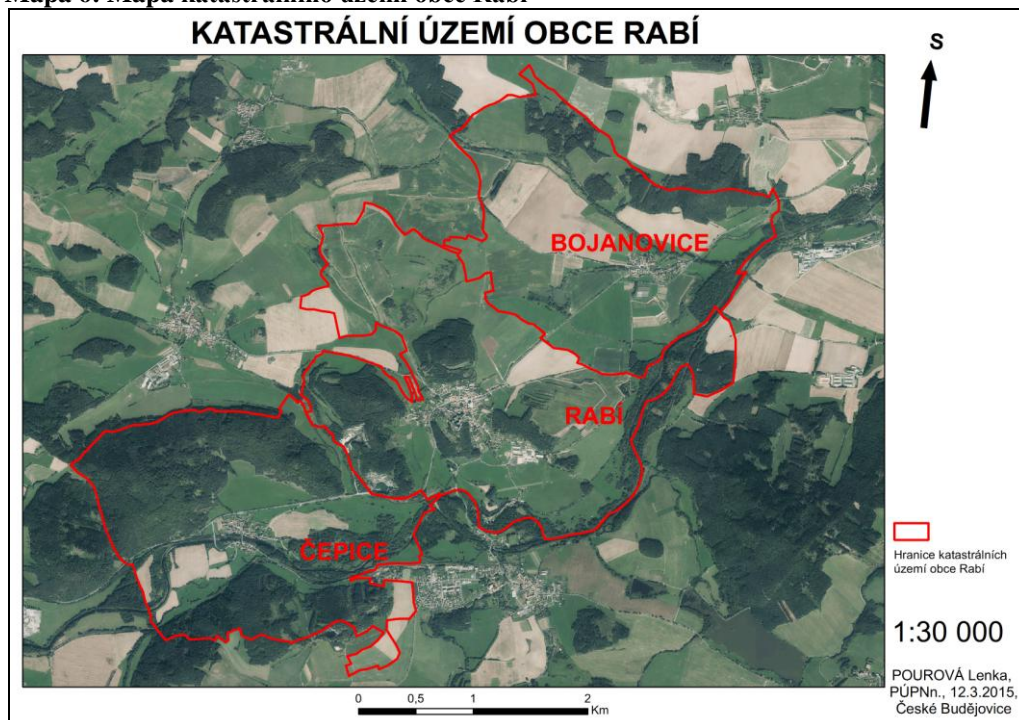 Mapa 6: Mapa katastrálního území obce Rabí
KATASTRÁLNÍ ÚZEMÍ OBCE RABÍ
S
BOJANOVICE
RABÍ
ČEPICE
Hranice katastrálních
území obce Rabí
1:30 000
POUROVÁ Lenka,
PÚPNn., 12.3.2015,
České Budějovice
0 0,5 1 2
Km